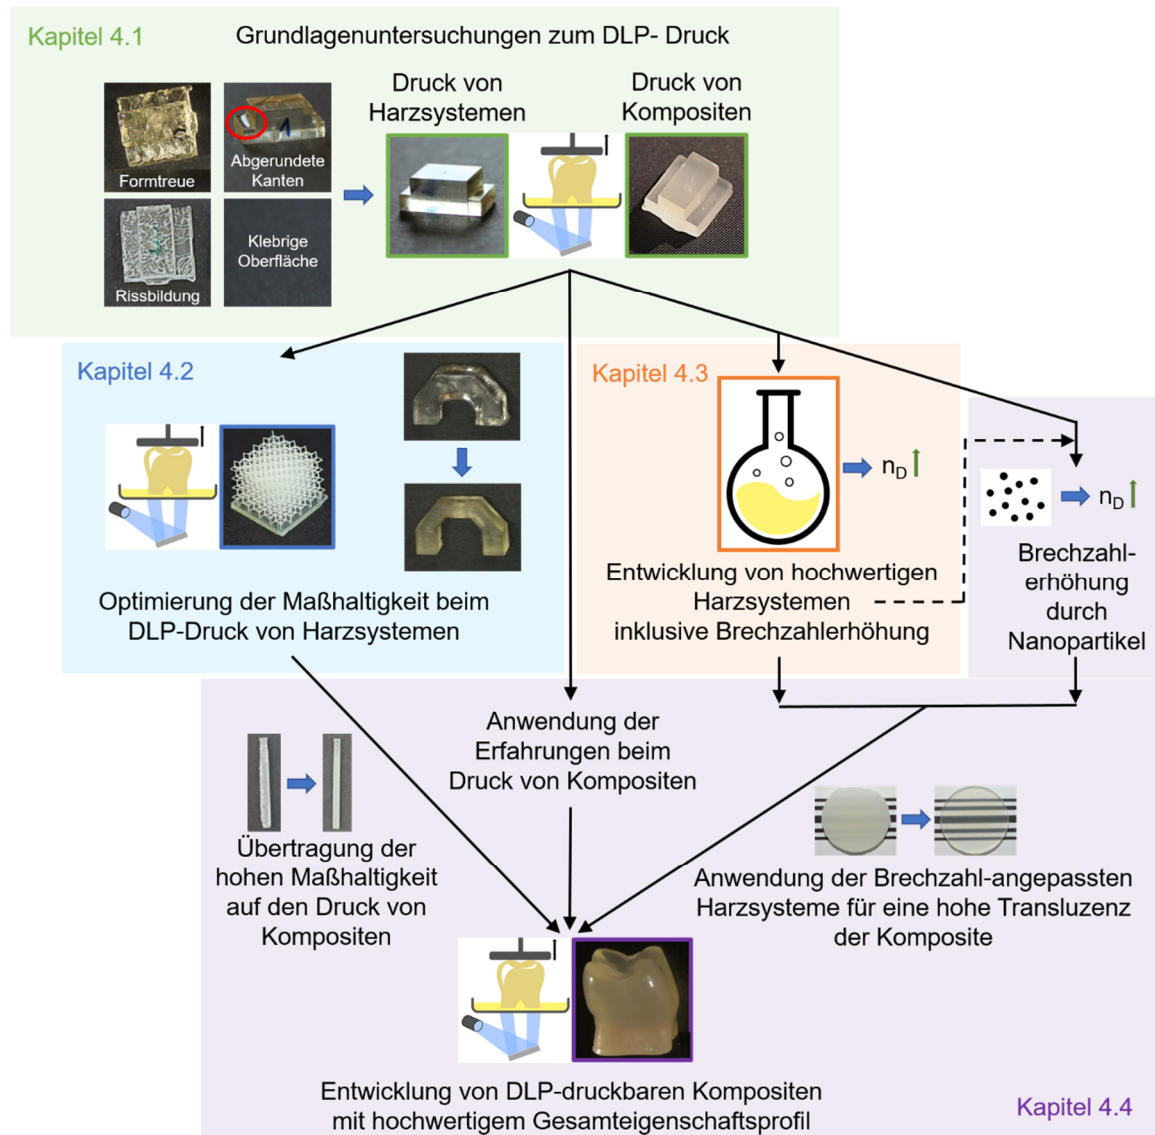 Kapitel 4.1
Grundlagenuntersuchungen zum DLP- Druck
Formtreue
Abgerundete
Kanten
Rissbildung
Klebrige
Oberfläche
Druck von
Harzsystemen
Druck von
Kompositen
1
Kapitel 4.2
Optimierung der Maßhaltigkeit beim
DLP-Druck von Harzsystemen
Kapitel 4.3
n_D
Entwicklung von hochwertigen
Harzsystemen
inklusive Brechzahlerhöhung
n_D
Brechzahl-
erhöhung
durch
Nanopartikel
Übertragung der
hohen Maßhaltigkeit
auf den Druck von
Kompositen
Anwendung der
Erfahrungen beim
Druck von Kompositen
Anwendung der Brechzahl-angepassten
Harzsysteme für eine hohe Transluzenz
der Komposite
Entwicklung von DLP-druckbaren Kompositen
mit hochwertigem Gesamteigenschaftsprofil
Kapitel 4.4